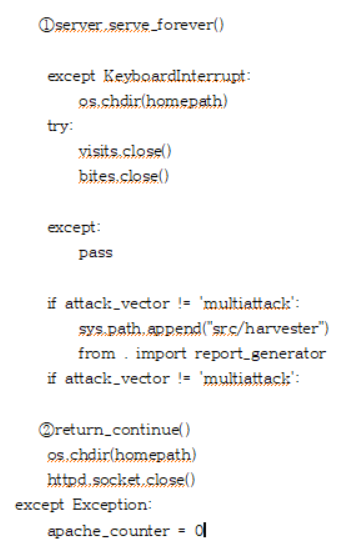 ①server.serve_forever()
except KeyboardInterrupt:
os.chdir(homepath)
try:
visits.close()
bites.close()
except:
pass
if attack_vector != 'multiattack':
sys.path.append("src/harvester")
from . import report_generator
if attack_vector != 'multiattack':
②return_continue()
os.chdir(homepath)
httpd.socket.close()
except Exception:
apache_counter = 0